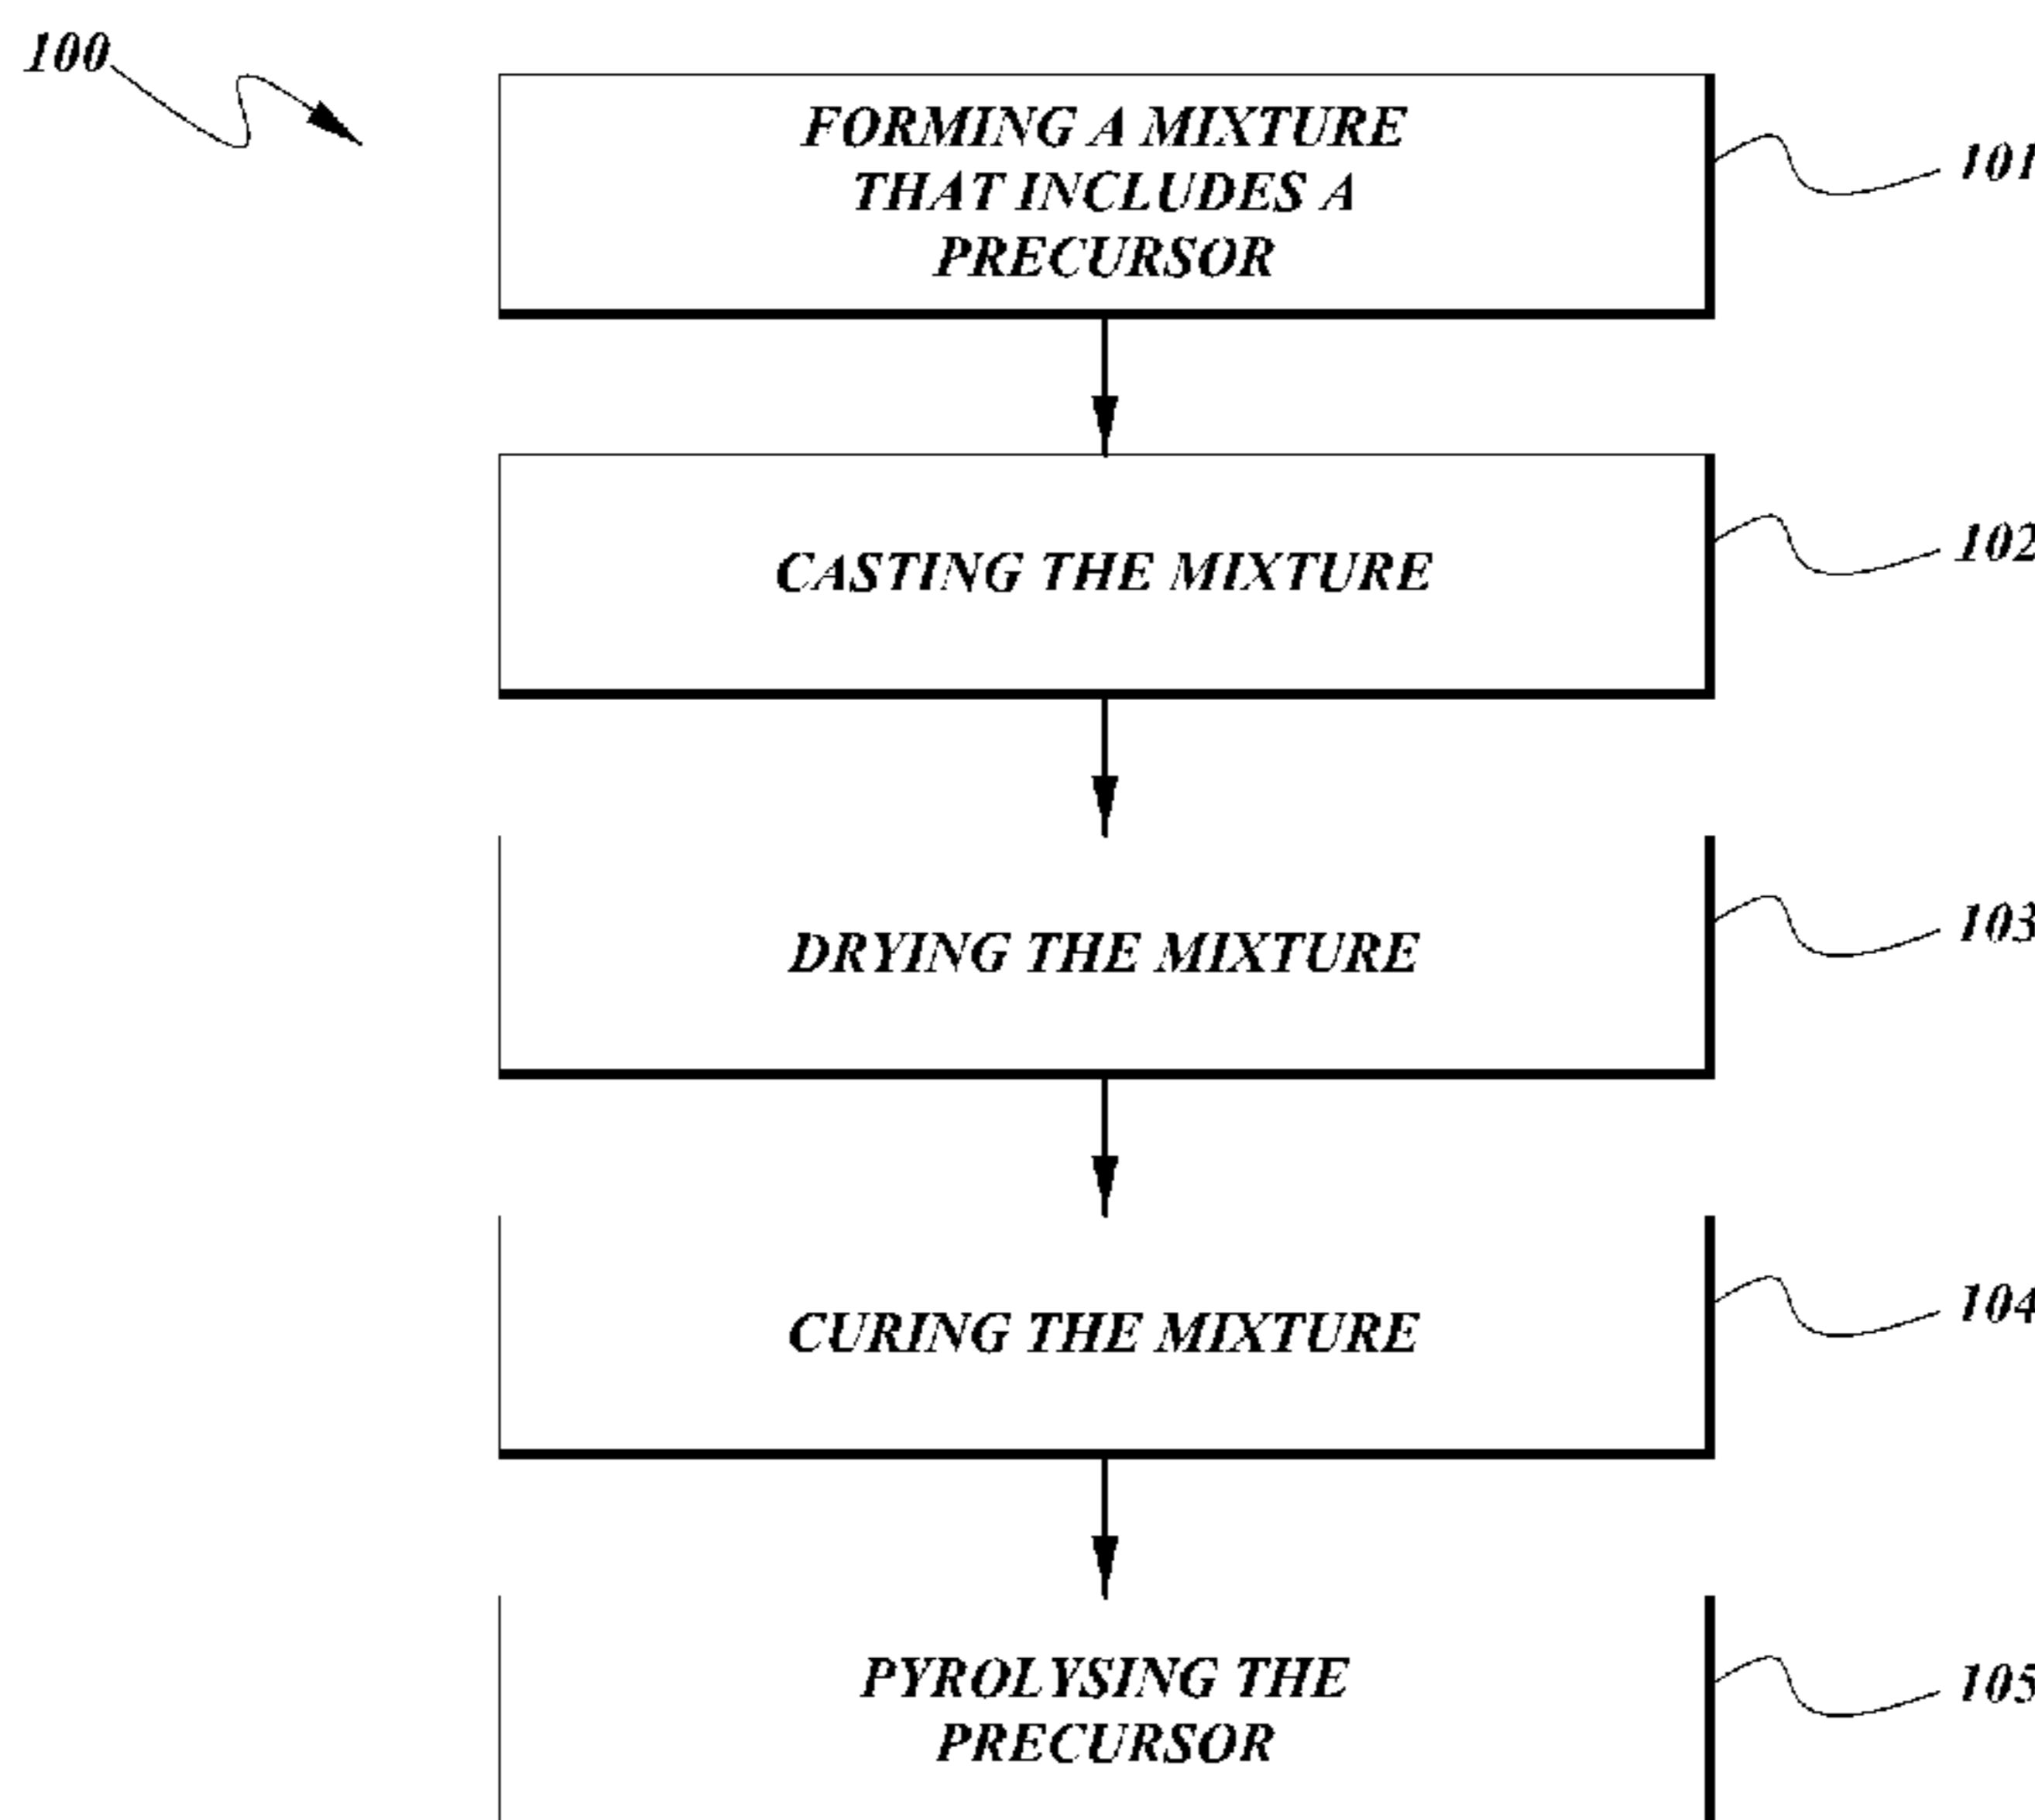 100
FORMING A MIXTURE
THAT INCLUDES A
PRECURSOR
101
CASTING THE MIXTURE
102
DRYING THE MIXTURE
103
CURING THE MIXTURE
104
PYROLYSING THE
PRECURSOR
105